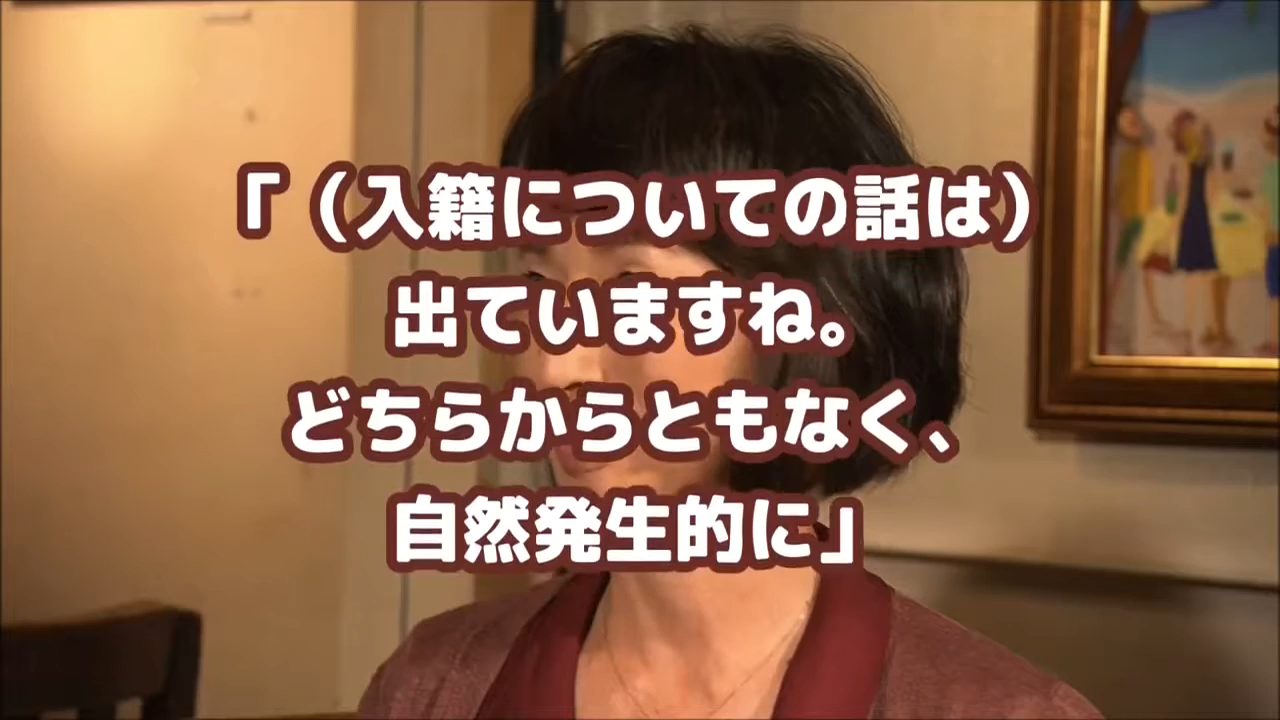 「（入籍についての話は）
出ていますね。
どちらからともなく、
自然発生的に」